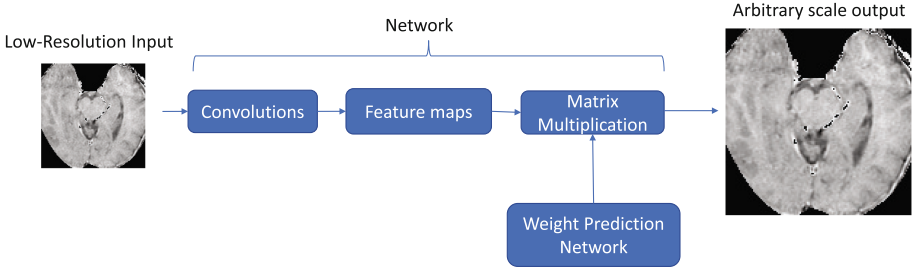 Low-Resolution Input
Network
Arbitrary scale output
Convolutions
Feature maps
Matrix
Multiplication
Weight Prediction
Network